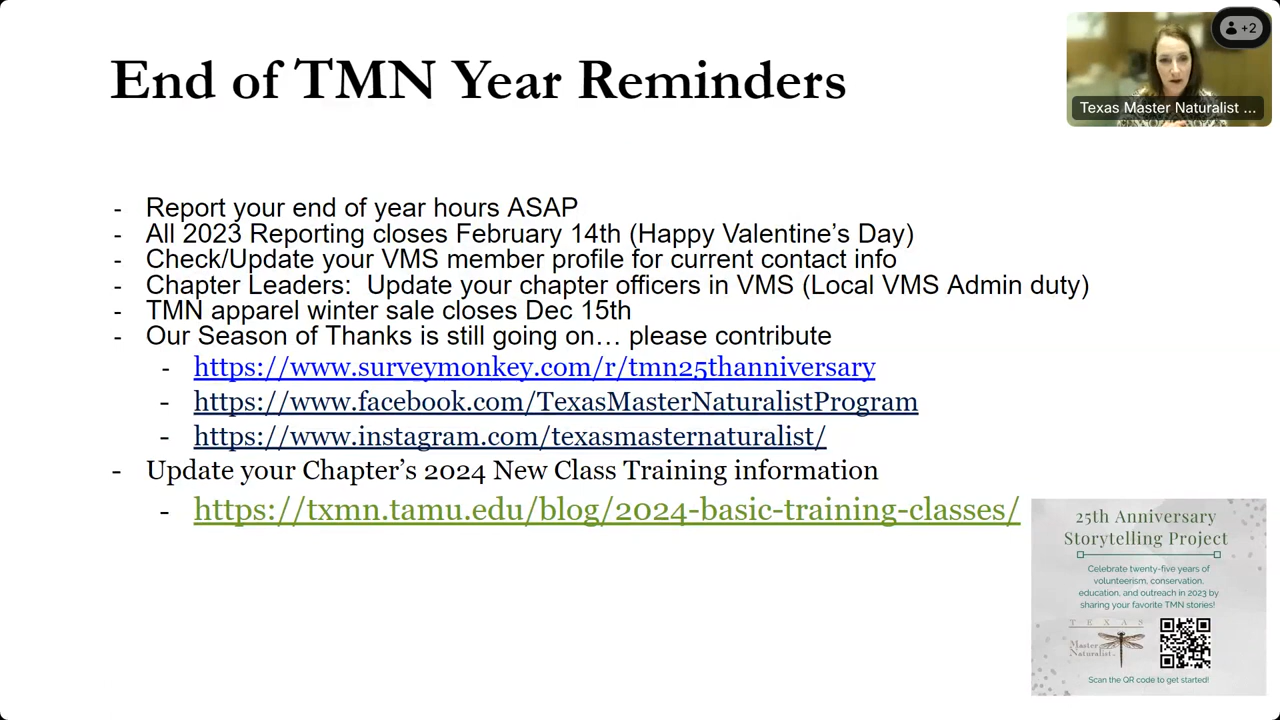 End of TMN Year Reminders
+2
Texas Master Naturalist ...
- Report your end of year hours ASAP
- All 2023 Reporting closes February 14th (Happy Valentine’s Day)
- Check/Update your VMS member profile for current contact info
- Chapter Leaders:  Update your chapter officers in VMS (Local VMS Admin duty)
- TMN apparel winter sale closes Dec 15th
- Our Season of Thanks is still going on… please contribute
- https://www.surveymonkey.com/r/tmn25thanniversary
- https://www.facebook.com/TexasMasterNaturalistProgram
- https://www.instagram.com/texasmasternaturalist/
- Update your Chapter’s 2024 New Class Training information
- https://txmn.tamu.edu/blog/2024-basic-training-classes/
25th Anniversary
Storytelling Project
Celebrate twenty-five years of
volunteerism, conservation,
education, and outreach in 2023 by
sharing your favorite TMN stories!
TEXAS
Master
Naturalist
Scan the QR code to get started!